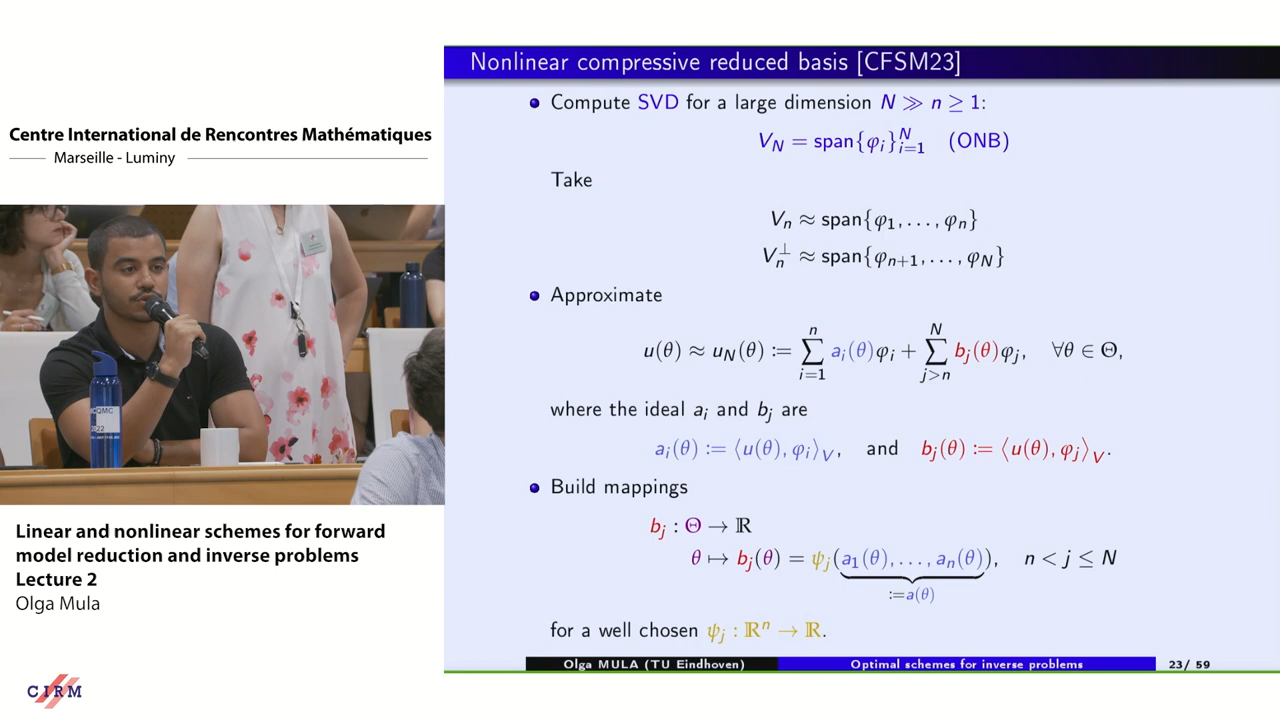 Centre International de Rencontres Mathématiques
Marseille - Luminy
Linear and nonlinear schemes for forward
model reduction and inverse problems
Lecture 2
Olga Mula
CIRM
Nonlinear compressive reduced basis [CFSM23]
Compute SVD for a large dimension N ≫ n ≥ 1:
V_N = span{φ_i}_{i=1}^N (ONB)
Take
V_n ≈ span{φ_1, . . . , φ_n}
V_n^⊥ ≈ span{φ_{n+1}, . . . , φ_N}
Approximate
u(θ) ≈ u_N(θ) := ∑_{i=1}^n a_i(θ)φ_i + ∑_{j>n}^N b_j(θ)φ_j, ∀θ ∈ Θ,
where the ideal a_i and b_j are
a_i(θ) := ⟨u(θ), φ_i⟩_V, and b_j(θ) := ⟨u(θ), φ_j⟩_V.
Build mappings
b_j : Θ → ℝ
θ ↦ b_j(θ) = ψ_j(a_1(θ), . . . , a_n(θ)), n < j ≤ N
:=a(θ)
for a well chosen ψ_j : ℝ^n → ℝ.
Olga MULA (TU Eindhoven) Optimal schemes for inverse problems 23/ 59